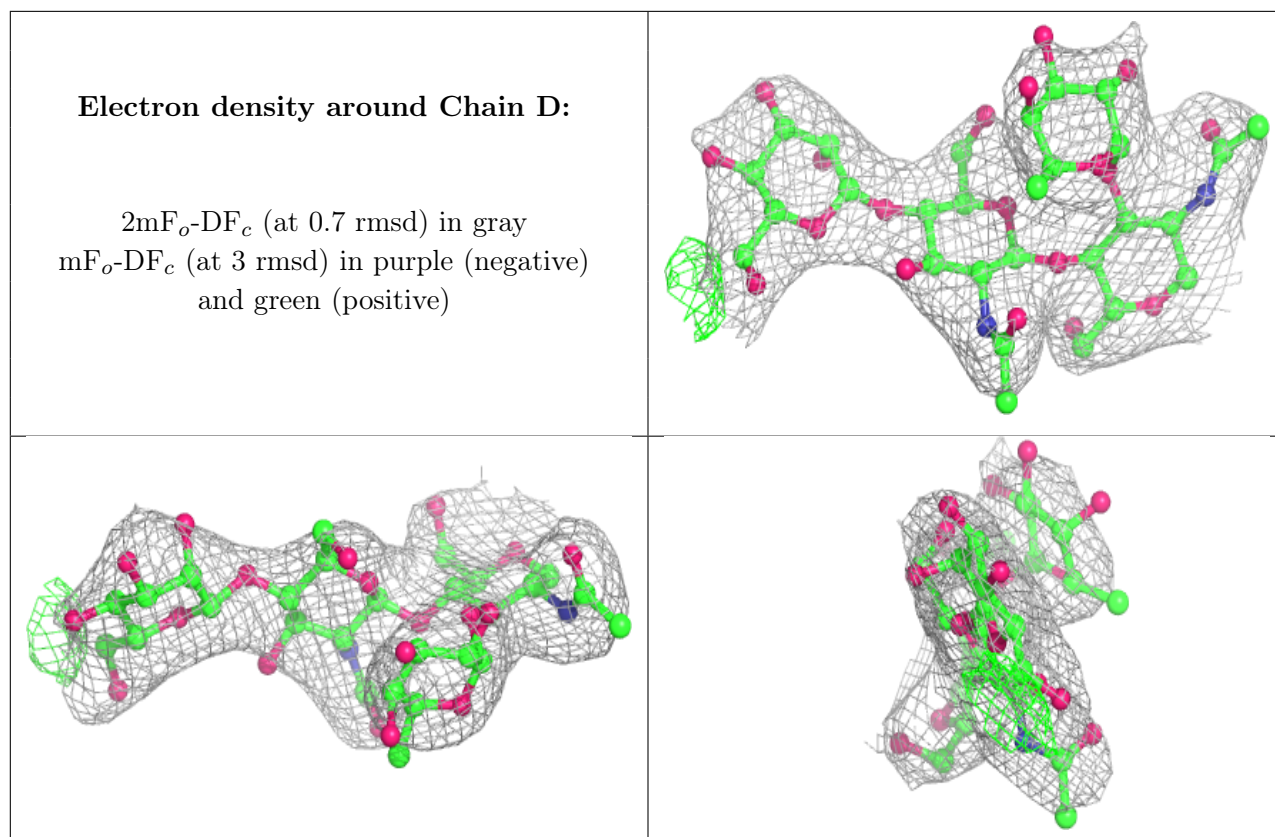 Electron density around Chain D:
2mFₒ-DF𝒸 (at 0.7 rmsd) in gray
mFₒ-DF𝒸 (at 3 rmsd) in purple (negative)
and green (positive)